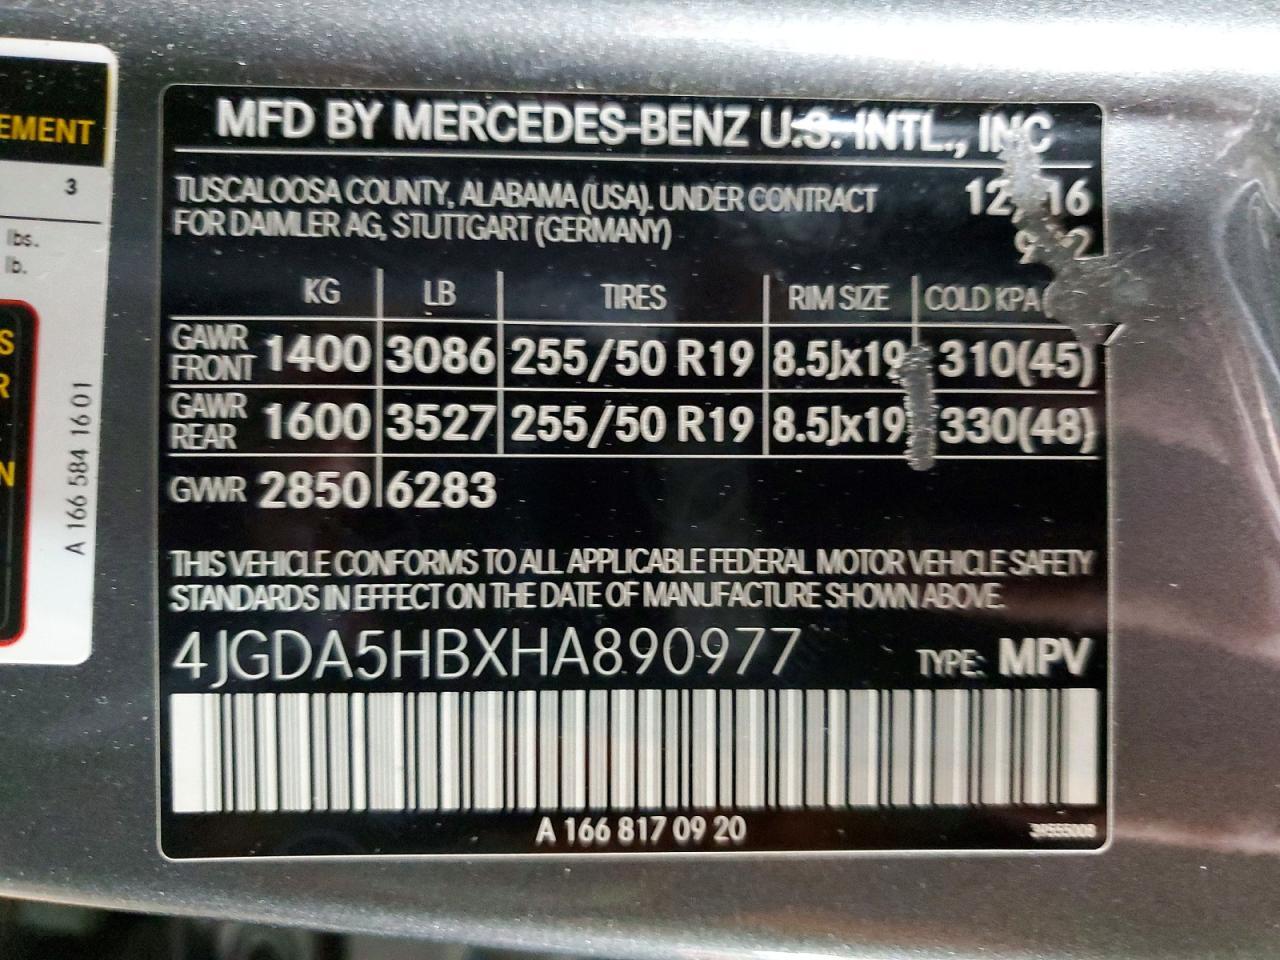 EMENT
3
lbs.
lb.
S
R
N
A 166 584 16 01
MFD BY MERCEDES-BENZ U.S. INTL., INC
TUSCALOOSA COUNTY, ALABAMA (USA). UNDER CONTRACT 12/16
FOR DAIMLER AG, STUTTGART (GERMANY)
KG LB TIRES RIM SIZE COLD KPA(
GAWR FRONT 1400 3086 255/50 R19 8.5Jx19 310(45)
GAWR REAR 1600 3527 255/50 R19 8.5Jx19 330(48)
GVWR 2850 6283
THIS VEHICLE CONFORMS TO ALL APPLICABLE FEDERAL MOTOR VEHICLE SAFETY
STANDARDS IN EFFECT ON THE DATE OF MANUFACTURE SHOWN ABOVE.
4JGDA5HBXHA890977 TYPE: MPV
A 166 817 09 20